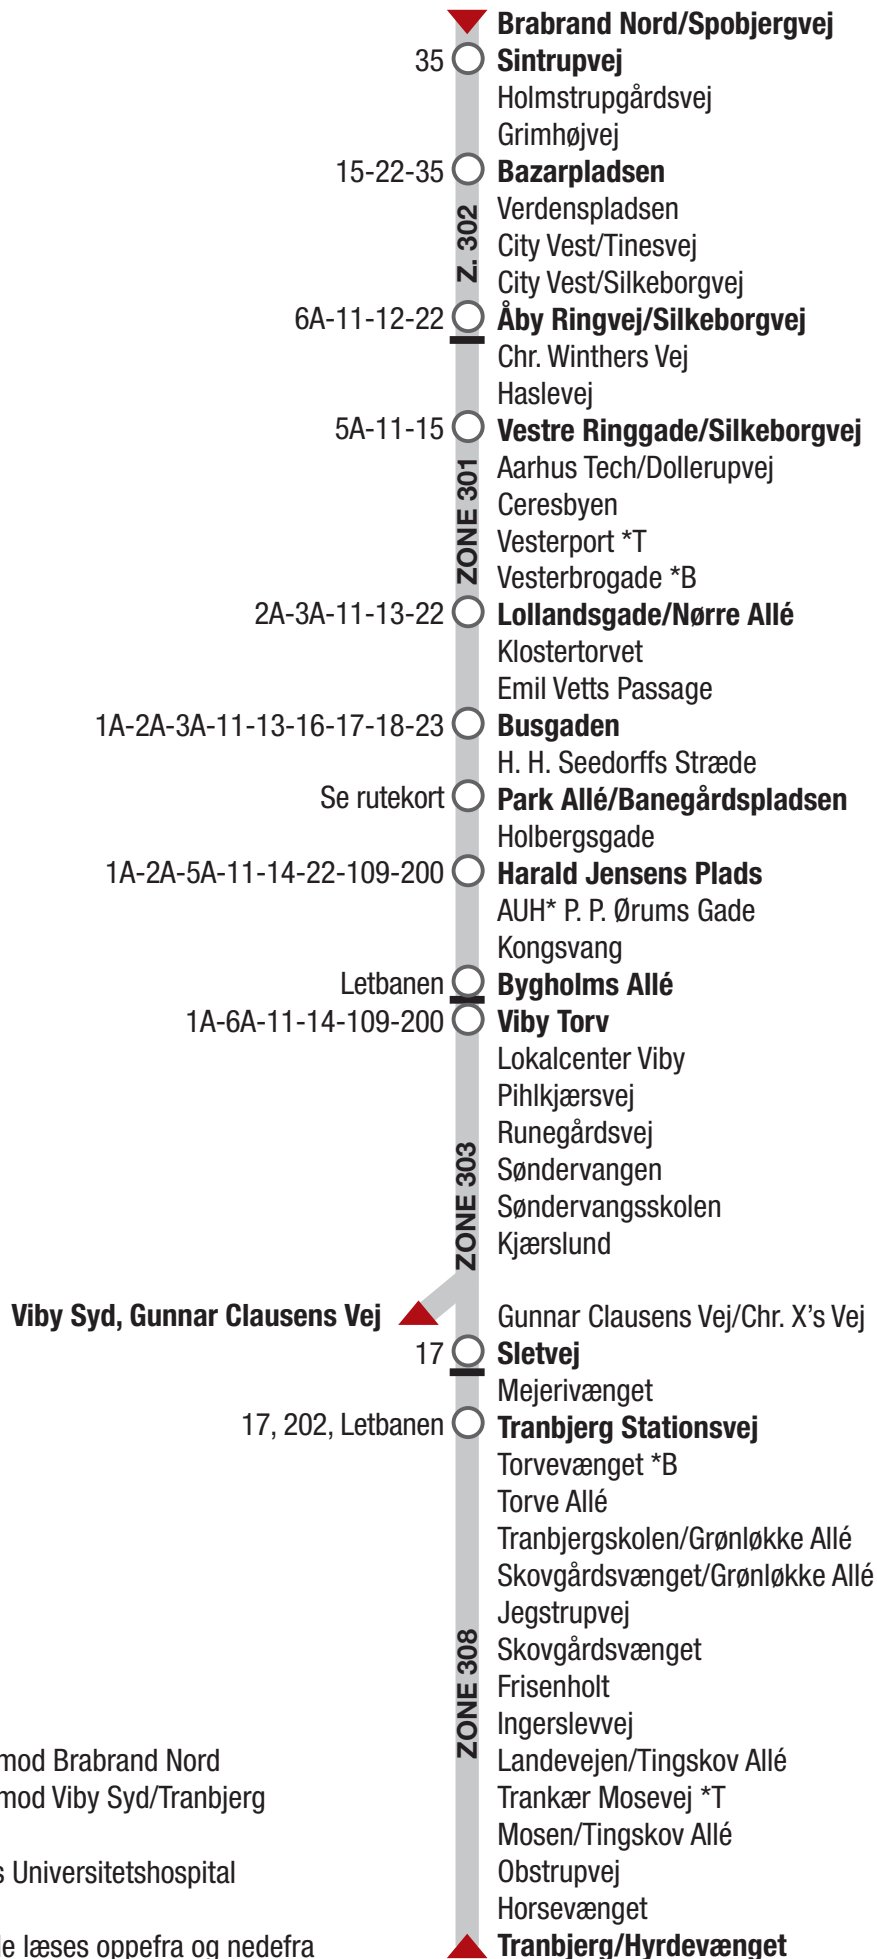 Brabrand Nord/Spobjergvej
35 Sintrupvej
Holmstrupgårdsvej
Grimhøjvej
15-22-35 Bazarpladsen
Verdenspladsen
Z. 302
City Vest/Tinesvej
City Vest/Silkeborgvej
6A-11-12-22 Åby Ringvej/Silkeborgvej
Chr. Winthers Vej
Haslevej
5A-11-15 Vestre Ringgade/Silkeborgvej
Aarhus Tech/Dollerupvej
ZONE 301
Ceresbyen
Vesterport *T
Vesterbrogade *B
2A-3A-11-13-22 Lollandsgade/Nørre Allé
Klostertorvet
Emil Vetts Passage
1A-2A-3A-11-13-16-17-18-23 Busgaden
H. H. Seedorffs Stræde
Se rutekort Park Allé/Banegårdspladsen
Holbergsgade
1A-2A-5A-11-14-22-109-200 Harald Jensens Plads
AUH* P. P. Ørums Gade
Kongsvang
Letbanen Bygholms Allé
1A-6A-11-14-109-200 Viby Torv
Lokalcenter Viby
Pihlkjærsvej
Runegårdsvej
Søndervangen
ZONE 303
Søndervangsskolen
Kjærslund
Viby Syd, Gunnar Clausens Vej
Gunnar Clausens Vej/Chr. X's Vej
17 Sletvej
Mejerivænget
17, 202, Letbanen Tranbjerg Stationsvej
Torvevænget *B
Torve Allé
Tranbjergskolen/Grønløkke Allé
Skovgårdsvænget/Grønløkke Allé
Jegstrupvej
Skovgårdsvænget
ZONE 308
Frisenholt
Ingerslevvej
mod Brabrand Nord Landevejen/Tingskov Allé
mod Viby Syd/Tranbjerg Trankær Mosevej *T
Mosen/Tingskov Allé
s Universitetshospital Obstrupvej
Horsevænget
le læses oppefra og nedefra Tranbjerg/Hyrdevænget